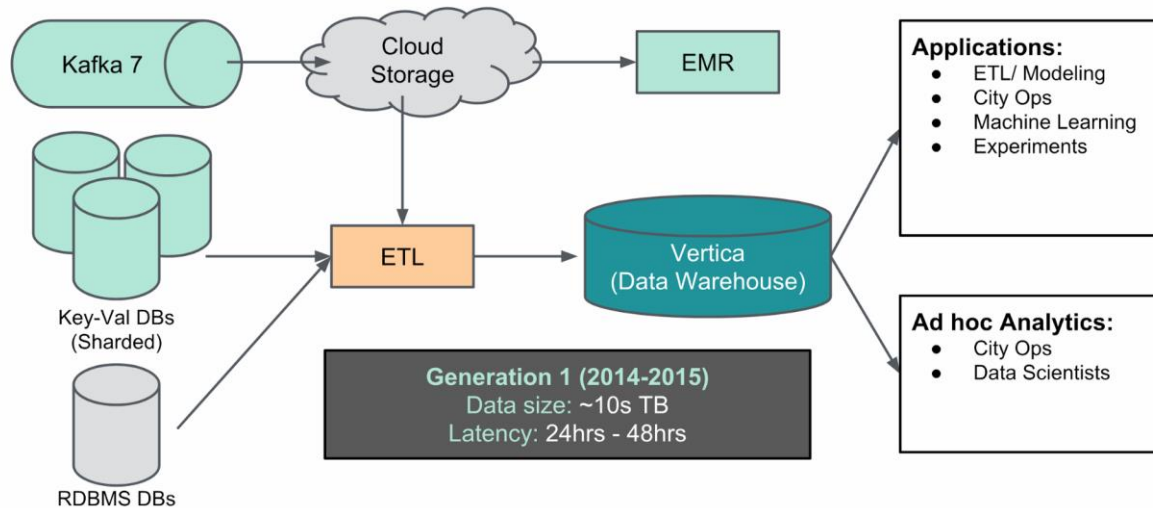 Kafka 7
Cloud
Storage
EMR
Applications:
● ETL/ Modeling
● City Ops
● Machine Learning
● Experiments
Key-Val DBs
(Sharded)
ETL
Vertica
(Data Warehouse)
Ad hoc Analytics:
● City Ops
● Data Scientists
RDBMS DBs
Generation 1 (2014-2015)
Data size: ~10s TB
Latency: 24hrs - 48hrs